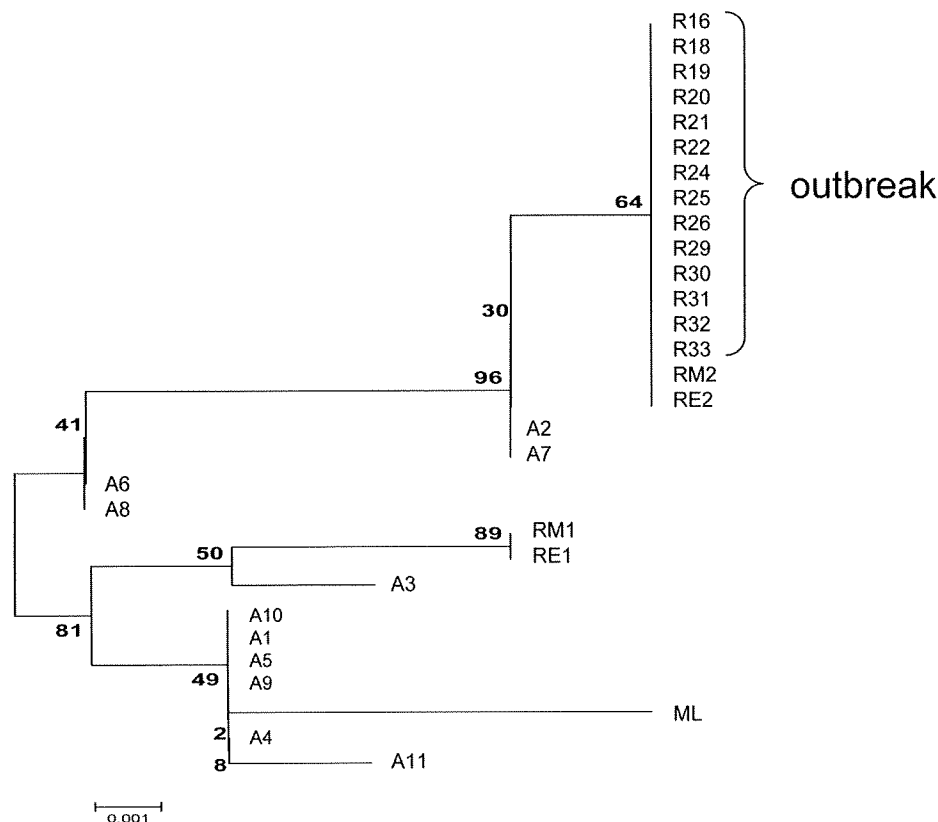 R16
R18
R19
R20
R21
R22
R24
R25
R26
R29
R30
R31
R32
R33
outbreak
RM2
RE2
64
30
96
A2
A7
41
A6
A8
89
RM1
RE1
50
A3
81
A10
A1
A5
A9
49
ML
2
A4
8
A11
0.001